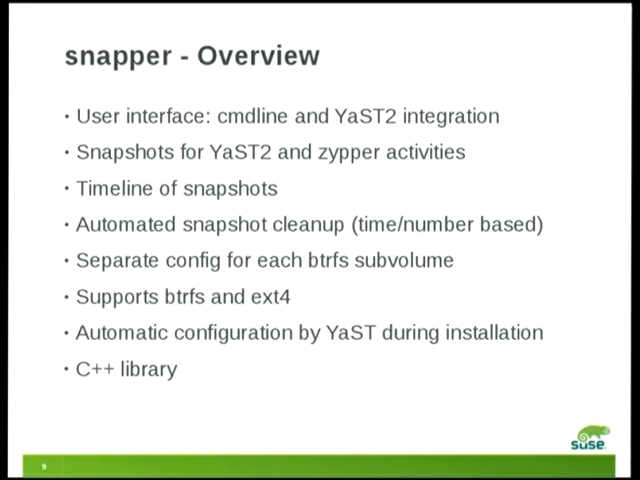 snapper - Overview
• User interface: cmdline and YaST2 integration
• Snapshots for YaST2 and zypper activities
• Timeline of snapshots
• Automated snapshot cleanup (time/number based)
• Separate config for each btrfs subvolume
• Supports btrfs and ext4
• Automatic configuration by YaST during installation
• C++ library
suse
9